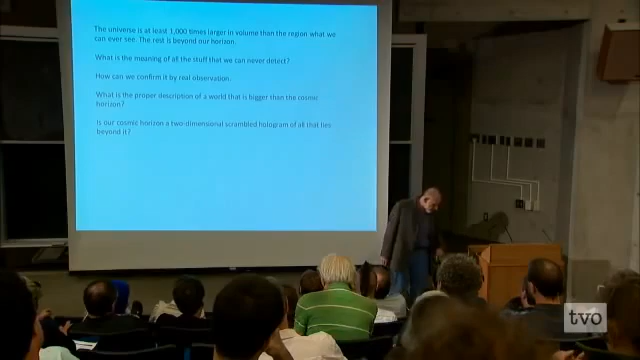 The universe is at least 1,000 times larger in volume than the region what we
can ever see. The rest is beyond our horizon.
What is the meaning of all the stuff that we can never detect?
How can we confirm it by real observation.
What is the proper description of a world that is bigger than the cosmic
horizon?
Is our cosmic horizon a two-dimensional scrambled hologram of all that lies
beyond it?
tvo